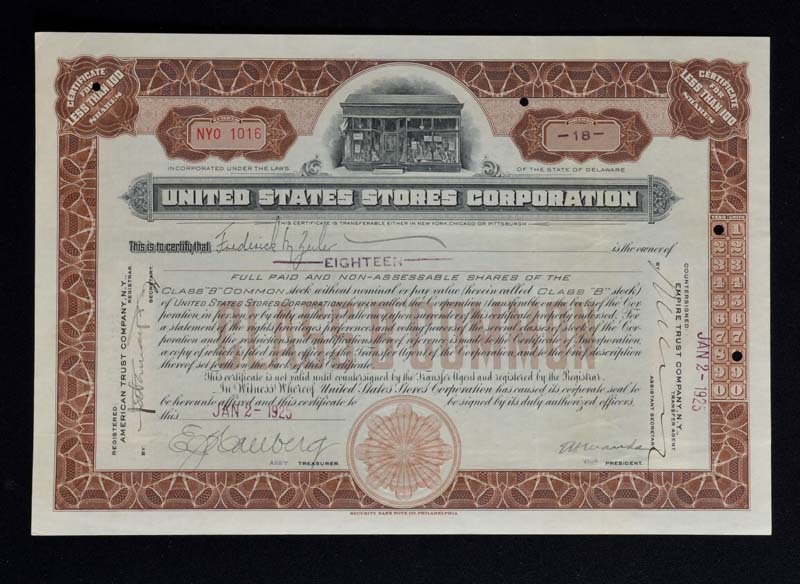 CERTIFICATE
FOR
LESS THAN 100
SHARES
CERTIFICATE
FOR
LESS THAN 100
SHARES
NUMBER
NYO 1016
SHARES
-18-
INCORPORATED UNDER THE LAWS
OF THE STATE OF DELAWARE
UNITED STATES STORES CORPORATION
THIS CERTIFICATE IS TRANSFERABLE EITHER IN NEW YORK, CHICAGO OR PITTSBURGH
This is to certify that Frederick is the owner of
EIGHTEEN
FULL PAID AND NON-ASSESSABLE SHARES OF THE
CLASS "B" COMMON stock without nominal or par value (herein called CLASS "B" stock)
of UNITED STATES STORES CORPORATION, (herein called the Corporation) transferable on the books of the Cor-
poration, in person, or by duly authorized attorney, upon surrender of this certificate properly endorsed. For
a statement of the rights, privileges, preferences and voting powers of the several classes of stock of the Cor-
poration and the restrictions and qualifications thereof reference is made to the Certificate of Incorporation,
a copy of which is filed in the office of the Transfer Agent of the Corporation, and to the brief description
thereof set forth on the back of this Certificate.
CLASS B COMMON
This certificate is not valid until countersigned by the Transfer Agent and registered by the Registrar.
In Witness Whereof United States Stores Corporation has caused its corporate seal to
be hereunto affixed and this certificate to be signed by its duly authorized officers,
this JAN 2 - 1925
ASST. TREASURER.
VICE PRESIDENT.
REGISTERED:
AMERICAN TRUST COMPANY, N.Y.
REGISTRAR.
BY
SECRETARY
COUNTERSIGNED:
EMPIRE TRUST COMPANY, N.Y.
TRANSFER AGENT.
BY
ASSISTANT SECRETARY
JAN 2 - 1925
TENS UNITS
1
2 2
3 3
4 4
5 5
6 6
7 7
8
9 9
0 0
SECURITY BANK NOTE CO. PHILADELPHIA